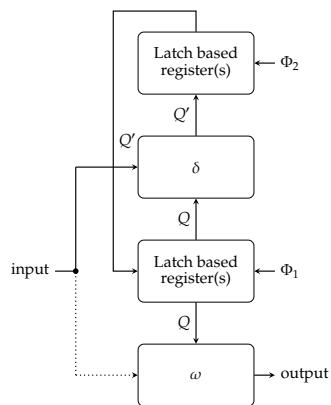 Latch based
register(s)
Φ₂
Q′
Q′
δ
Q
input
Latch based
register(s)
Φ₁
Q
ω
output